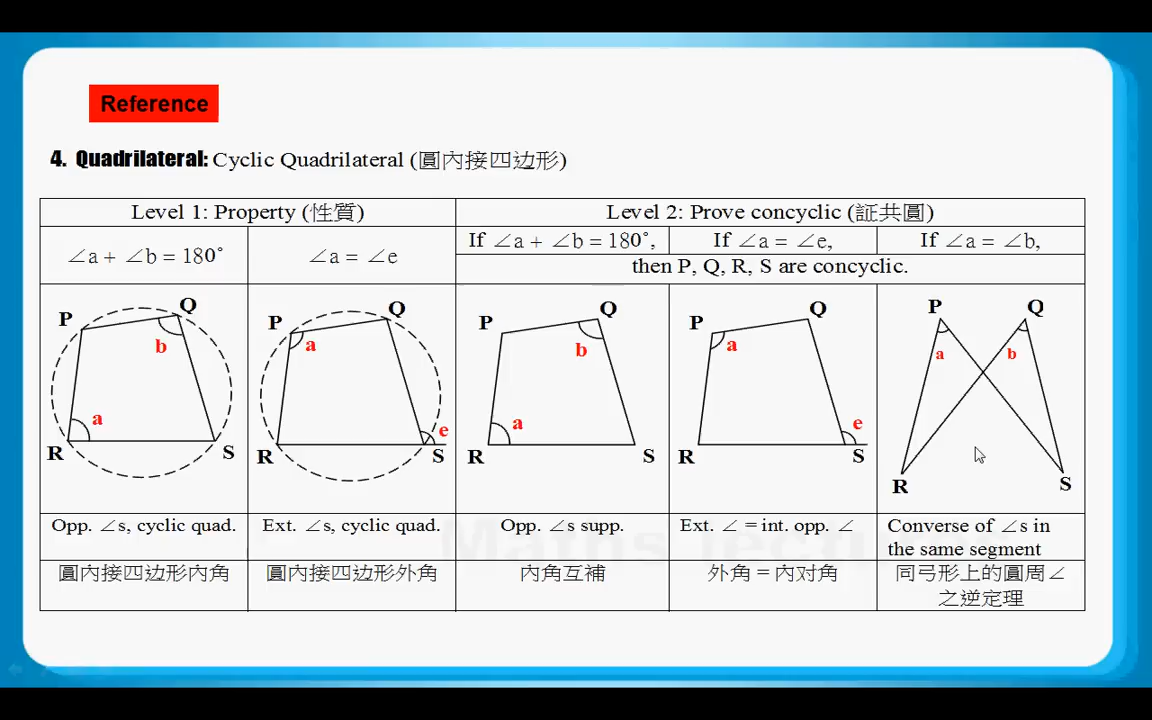 Reference
4. Quadrilateral: Cyclic Quadrilateral (圓內接四边形)
Level 1: Property (性質)
Level 2: Prove concyclic (証共圓)
∠a + ∠b = 180°
∠a = ∠e
If ∠a + ∠b = 180°,
If ∠a = ∠e,
If ∠a = ∠b,
then P, Q, R, S are concyclic.
P
Q
b
a
R
S
P
Q
a
e
R
S
P
Q
b
a
R
S
P
Q
a
e
R
S
P
Q
a
b
R
S
Opp. ∠s, cyclic quad.
Ext. ∠s, cyclic quad.
Opp. ∠s supp.
Ext. ∠ = int. opp. ∠
Converse of ∠s in
the same segment
圓內接四边形內角
圓內接四边形外角
內角互補
外角 = 內对角
同弓形上的圓周∠
之逆定理
Maths lectures